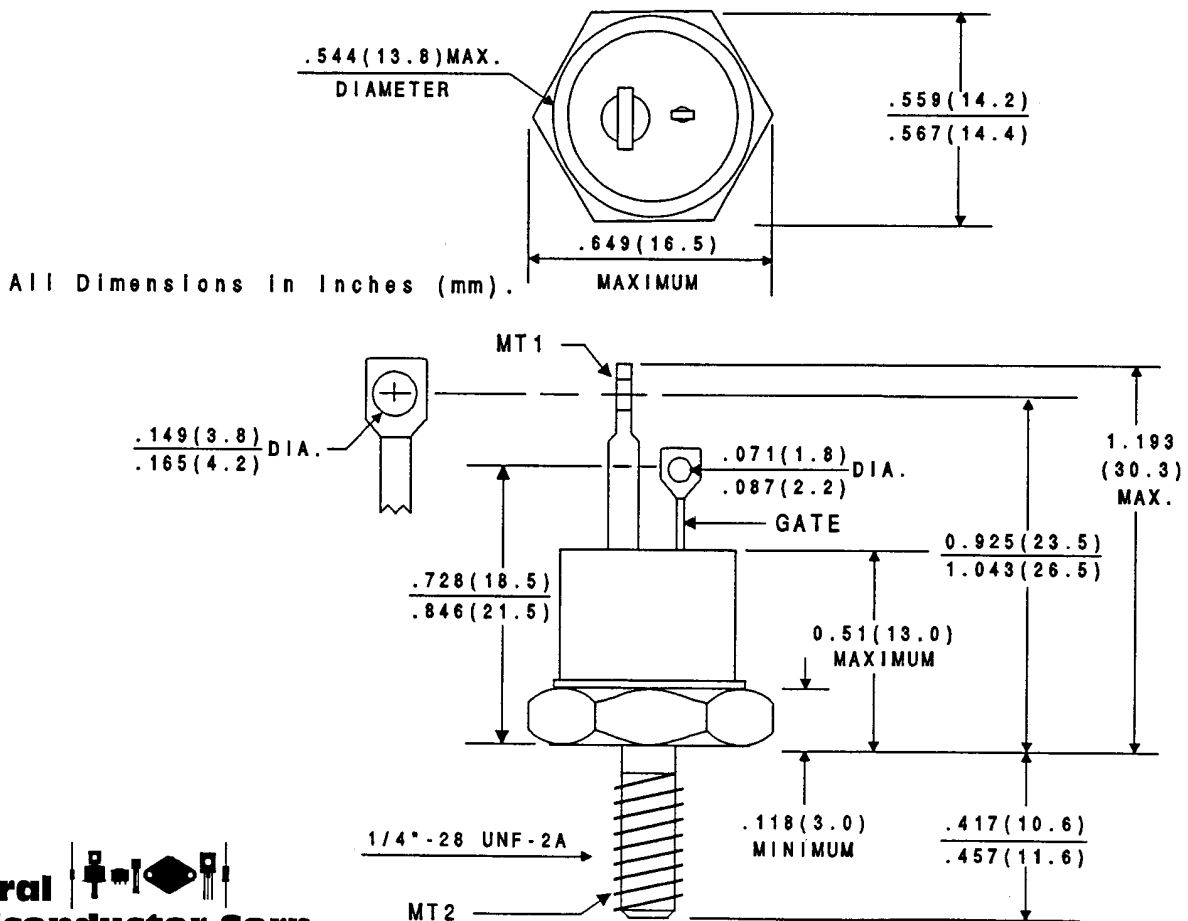 .544(13.8)MAX.
DIAMETER
.559(14.2)
.567(14.4)
.649(16.5)
MAXIMUM
All Dimensions in Inches (mm).
MT1
.149(3.8)
.165(4.2)
DIA.
.071(1.8)
.087(2.2)
DIA.
GATE
1.193
(30.3)
MAX.
0.925(23.5)
1.043(26.5)
.728(18.5)
.846(21.5)
0.51(13.0)
MAXIMUM
.118(3.0)
MINIMUM
.417(10.6)
.457(11.6)
1/4"-28 UNF-2A
MT2